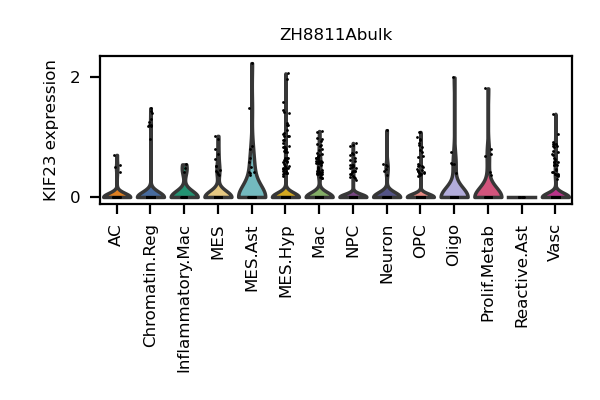 ZH8811Abulk
KIF23 expression
2
0
AC
Chromatin.Reg
Inflammatory.Mac
MES
MES.Ast
MES.Hyp
Mac
NPC
Neuron
OPC
Oligo
Prolif.Metab
Reactive.Ast
Vasc